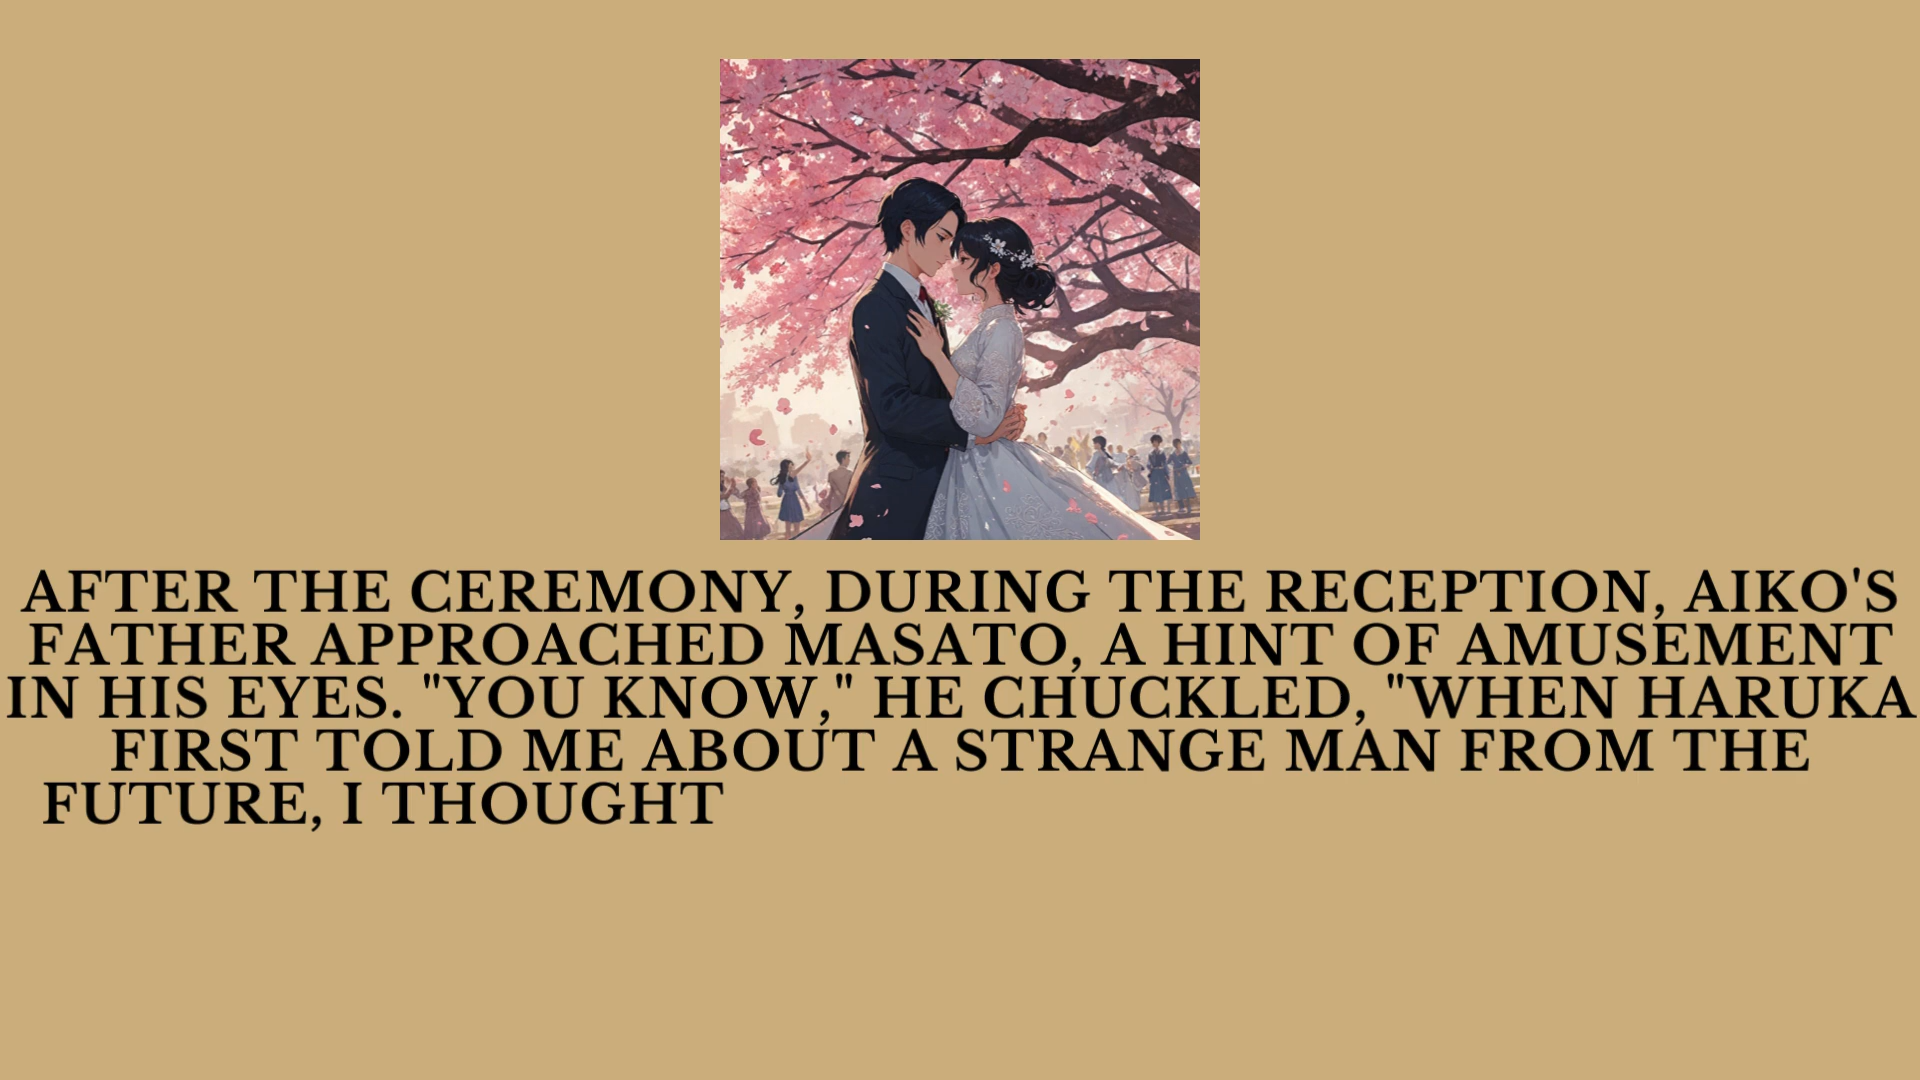 AFTER THE CEREMONY, DURING THE RECEPTION, AIKO'S
FATHER APPROACHED MASATO, A HINT OF AMUSEMENT
IN HIS EYES. "YOU KNOW," HE CHUCKLED, "WHEN HARUKA
FIRST TOLD ME ABOUT A STRANGE MAN FROM THE
FUTURE, I THOUGHT